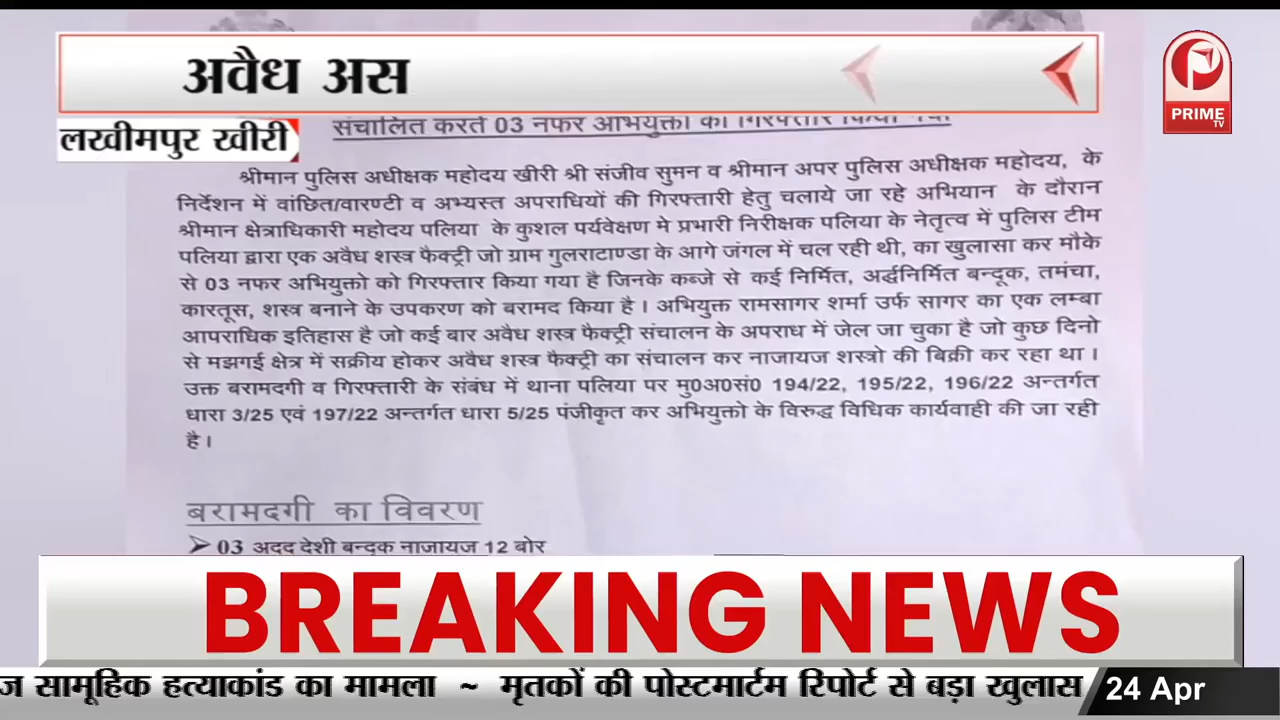 अवैध अस
PRIME
TV
लखीमपुर खीरी
संचालित करते 03 नफर अभियुक्तो को गिरफ्तार किया गया
श्रीमान पुलिस अधीक्षक महोदय खीरी श्री संजीव सुमन व श्रीमान अपर पुलिस अधीक्षक महोदय, के
निर्देशन में वांछित/वारण्टी व अभ्यस्त अपराधियों की गिरफ्तारी हेतु चलाये जा रहे अभियान के दौरान
श्रीमान क्षेत्राधिकारी महोदय पलिया के कुशल पर्यवेक्षण मे प्रभारी निरीक्षक पलिया के नेतृत्व में पुलिस टीम
पलिया द्वारा एक अवैध शस्त्र फैक्ट्री जो ग्राम गुलराटाण्डा के आगे जंगल में चल रही थी, का खुलासा कर मौके
से 03 नफर अभियुक्तो को गिरफ्तार किया गया है जिनके कब्जे से कई निर्मित, अर्द्धनिर्मित बन्दूक, तमंचा,
कारतूस, शस्त्र बनाने के उपकरण को बरामद किया है । अभियुक्त रामसागर शर्मा उर्फ सागर का एक लम्बा
आपराधिक इतिहास है जो कई बार अवैध शस्त्र फैक्ट्री संचालन के अपराध में जेल जा चुका है जो कुछ दिनो
से मझगई क्षेत्र में सक्रीय होकर अवैध शस्त्र फैक्ट्री का संचालन कर नाजायज शस्त्रो की बिक्री कर रहा था ।
उक्त बरामदगी व गिरफ्तारी के संबंध में थाना पलिया पर मु0अ0सं0 194/22, 195/22, 196/22 अन्तर्गत
धारा 3/25 एवं 197/22 अन्तर्गत धारा 5/25 पंजीकृत कर अभियुक्तो के विरुद्ध विधिक कार्यवाही की जा रही
है ।
बरामदगी का विवरण
➢ 03 अदद देशी बन्दूक नाजायज 12 बोर
BREAKING NEWS
ज सामूहिक हत्याकांड का मामला ~ मृतकों की पोस्टमार्टम रिपोर्ट से बड़ा खुलास
24 Apr